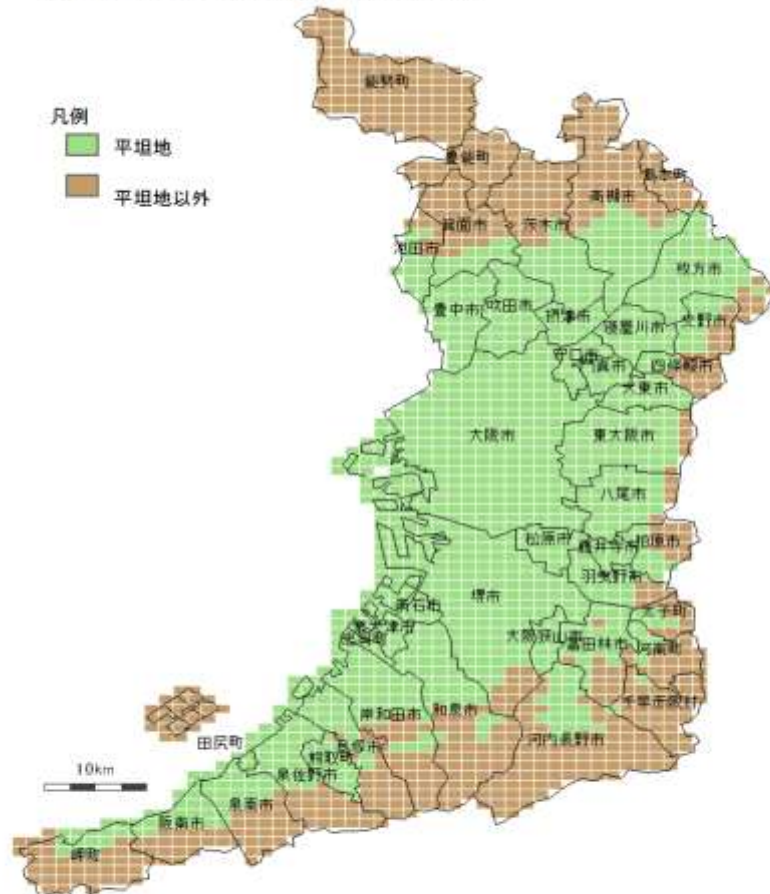 能勢町
凡例
平坦地
平坦地以外
豊能町
島本町
高槻市
箕面市
茨木市
池田市
枚方市
豊中市
吹田市
摂津市
寝屋川市
交野市
守口市
門真市
四條畷市
大東市
大阪市
東大阪市
八尾市
松原市
藤井寺市
柏原市
羽曳野市
堺市
高石市
泉大津市
忠岡町
太子町
大阪狭山市
富田林市
河南町
千早赤阪村
岸和田市
和泉市
河内長野市
田尻町
貝塚市
熊取町
泉佐野市
10km
泉南市
阪南市
岬町